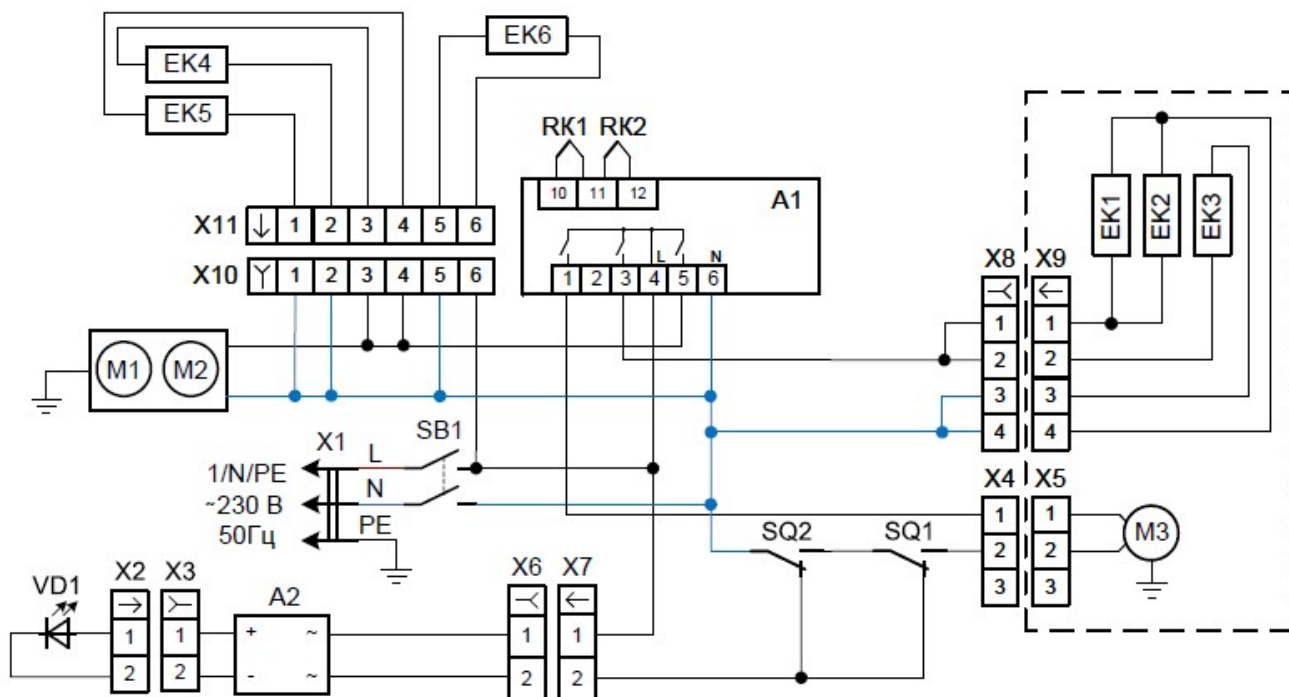 EK6
EK4
EK5
RK1 RK2
10 11 12
A1
X11 1 2 3 4 5 6
X10 1 2 3 4 5 6
L N
1 2 3 4 5 6
EK1 EK2 EK3
X8 X9
1 1
2 2
3 3
4 4
M1 M2
X1 L SB1
1/N/PE
~230 В N
50Гц PE
X4 X5
1 1
2 2
3 3
M3
SQ2 SQ1
VD1 X2 X3 A2 X6 X7
1 1 + ~ 1 1
2 2 - ~ 2 2